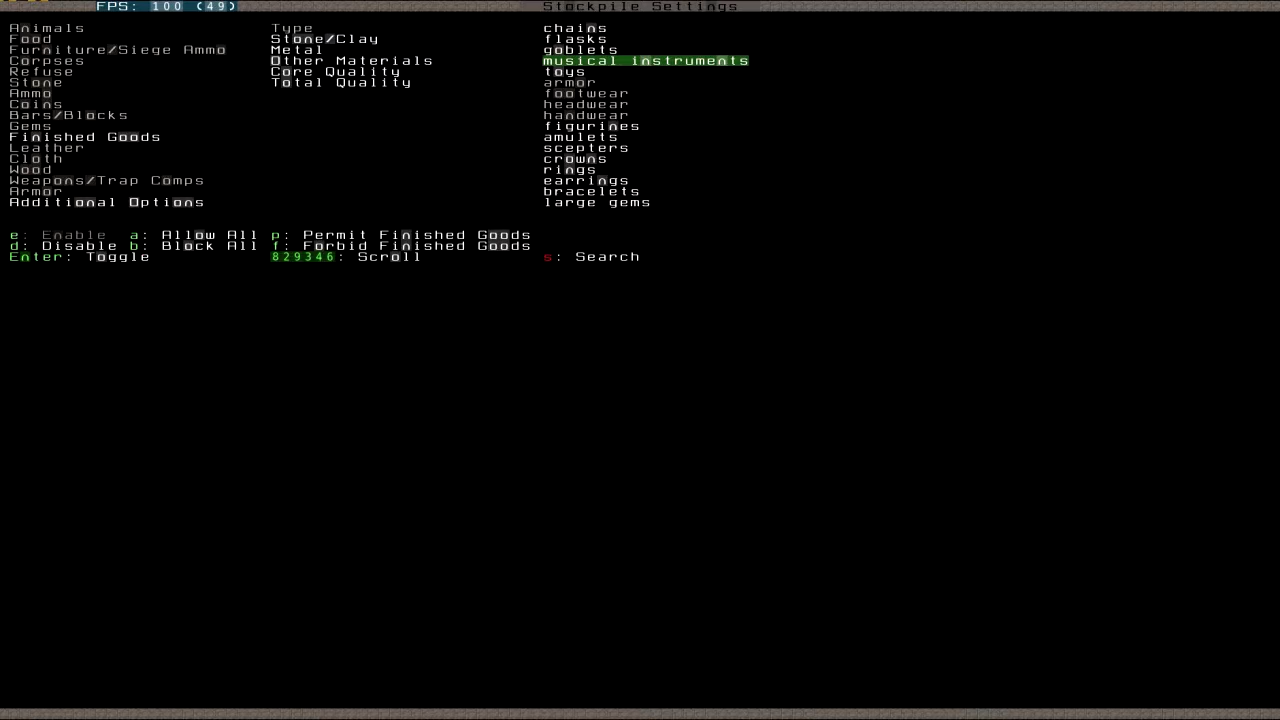 FPS: 100 (49) Stockpile Settings
Animals Type chains
Food Stone/Clay flasks
Furniture/Siege Ammo Metal goblets
Corpses Other Materials musical instruments
Refuse Core Quality toys
Stone Total Quality armor
Ammo footwear
Coins headwear
Bars/Blocks handwear
Gems figurines
Finished Goods amulets
Leather scepters
Cloth crowns
Wood rings
Weapons/Trap Comps earrings
Armor bracelets
Additional Options large gems
e: Enable a: Allow All p: Permit Finished Goods
d: Disable b: Block All f: Forbid Finished Goods
Enter: Toggle 829346: Scroll s: Search